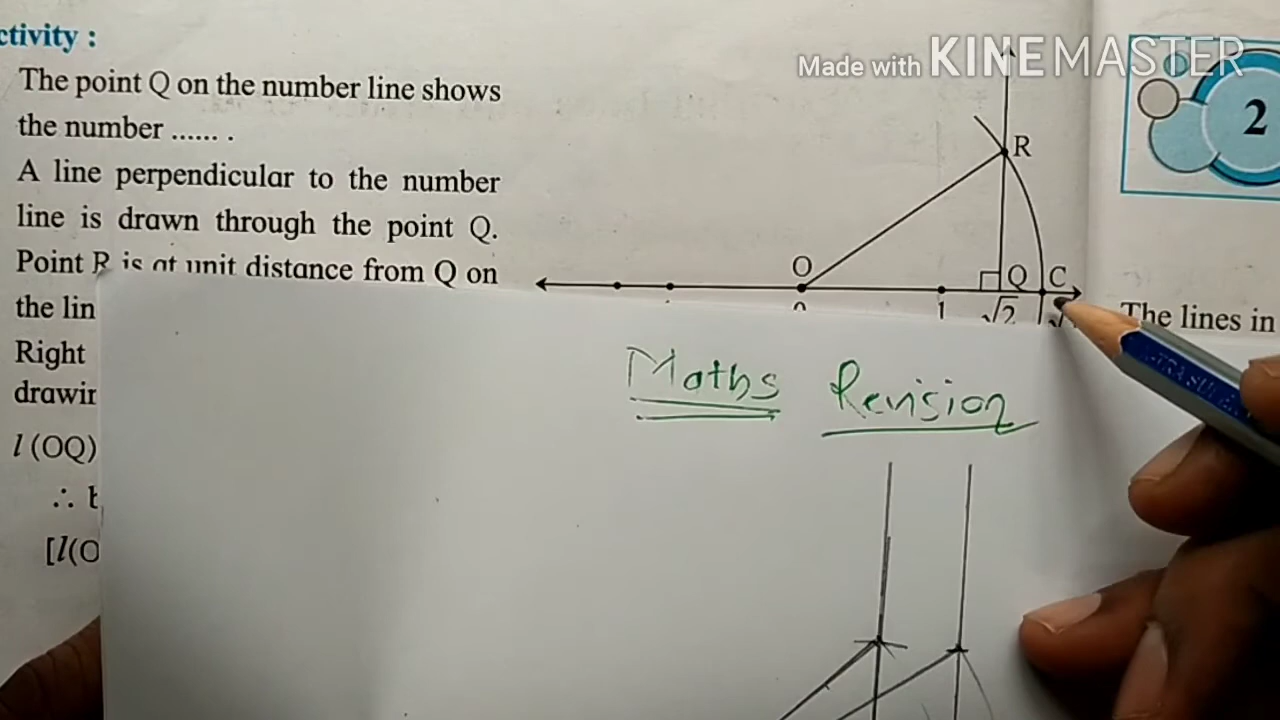 ctivity :
The point Q on the number line shows
the number ...... .
A line perpendicular to the number
line is drawn through the point Q.
Point R is at unit distance from Q on
the lin
Right
drawin
l (OQ)
∴ b
[l(O
Made with KINEMASTER
R
O
Q
C
0
1
√2
2
The lines in
Maths Revision